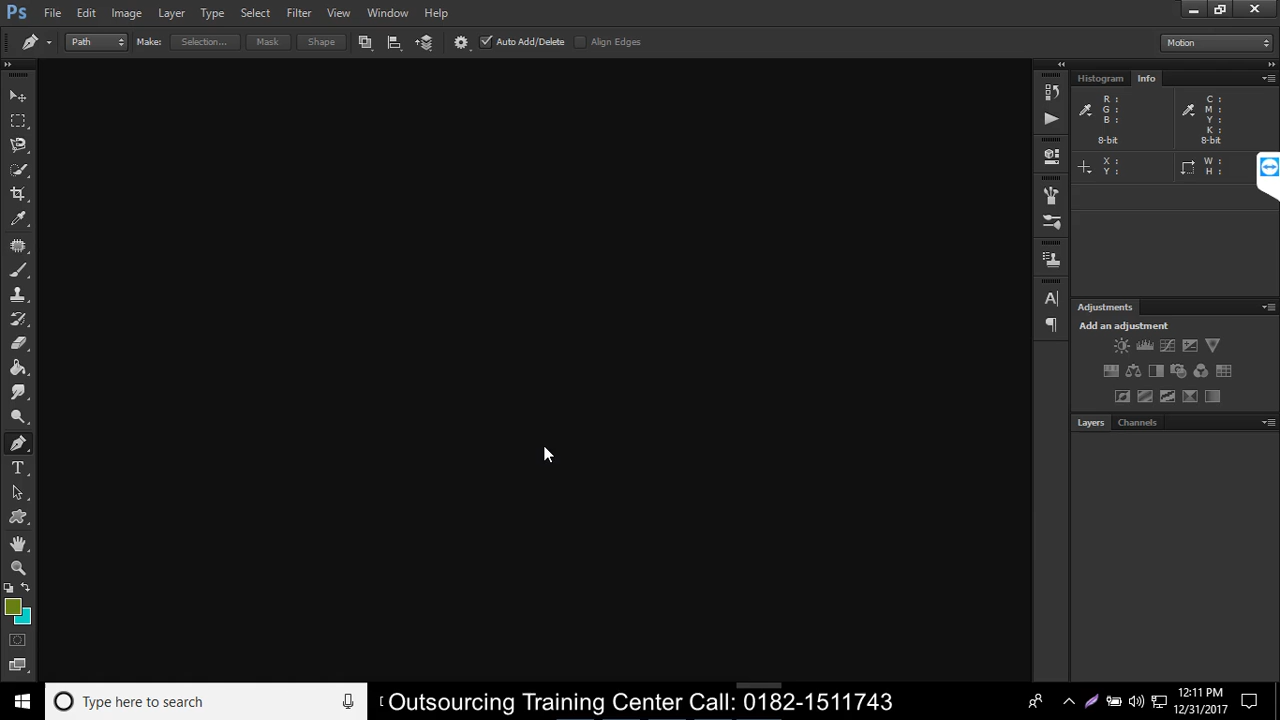 Ps File Edit Image Layer Type Select Filter View Window Help
Path Make: Selection... Mask Shape Auto Add/Delete Align Edges Motion
Histogram Info
R : C :
G : M :
B : Y :
K :
8-bit 8-bit
X : W :
Y : H :
Adjustments
Add an adjustment
Layers Channels
Type here to search
Outsourcing Training Center Call: 0182-1511743
12:11 PM
12/31/2017